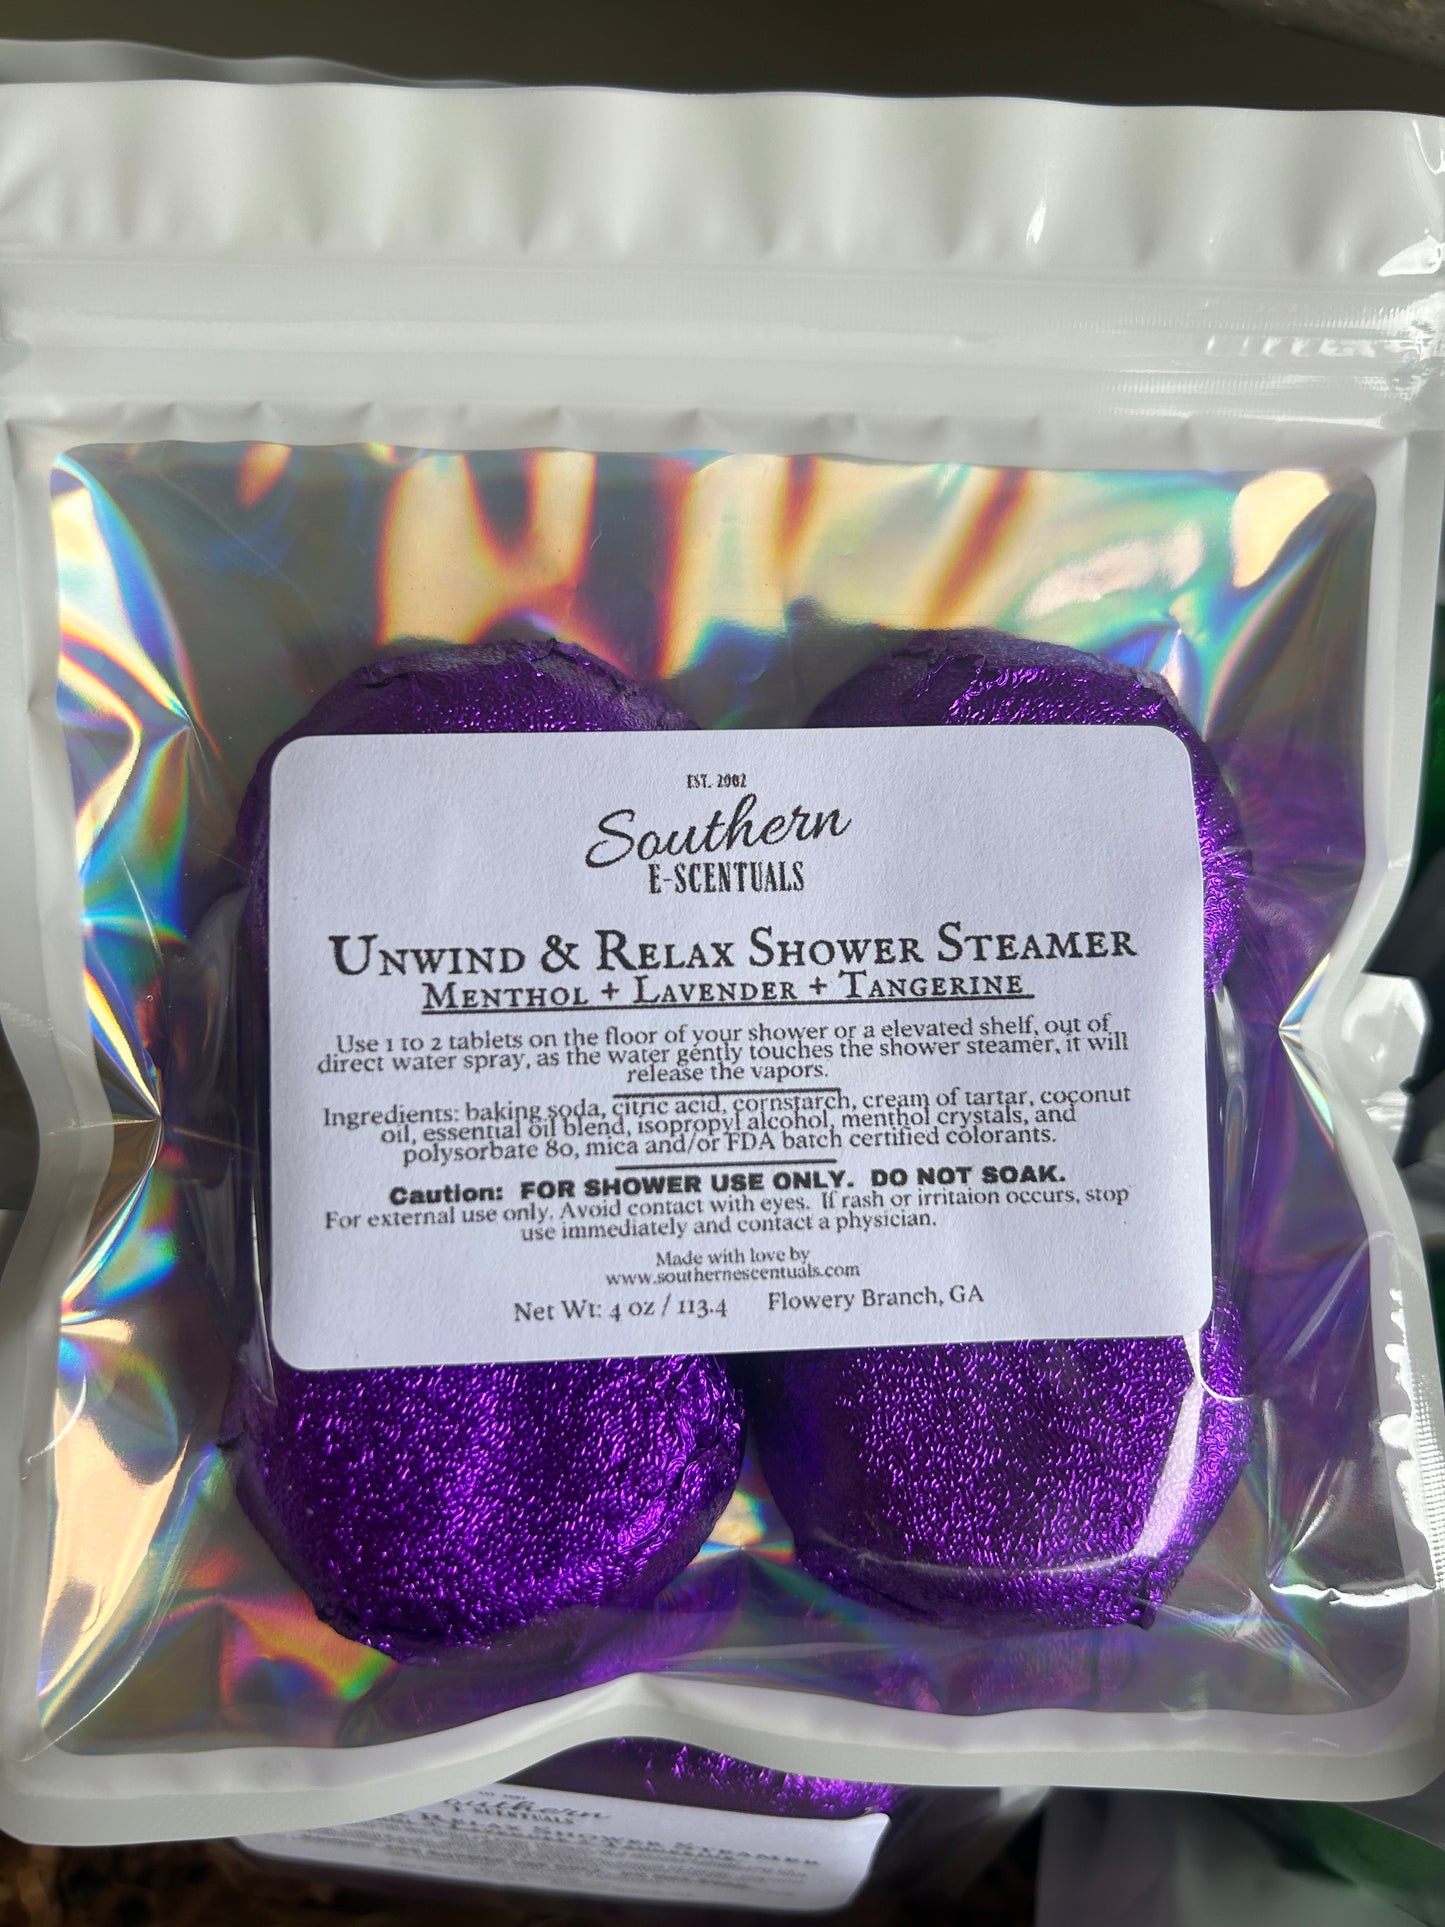 EST. 2002
Southern
E-SCENTUALS
UNWIND & RELAX SHOWER STEAMER
MENTHOL + LAVENDER + TANGERINE
Use 1 to 2 tablets on the floor of your shower or a elevated shelf, out of
direct water spray, as the water gently touches the shower steamer, it will
release the vapors.
Ingredients: baking soda, citric acid, cornstarch, cream of tartar, coconut
oil, essential oil blend, isopropyl alcohol, menthol crystals, and
polysorbate 80, mica and/or FDA batch certified colorants.
Caution: FOR SHOWER USE ONLY. DO NOT SOAK.
For external use only. Avoid contact with eyes. If rash or irritaion occurs, stop
use immediately and contact a physician.
Made with love by
www.southernescentuals.com
Net Wt: 4 oz / 113.4 Flowery Branch, GA
E-SCENTUALS
RELAX SHOWER STEAMER